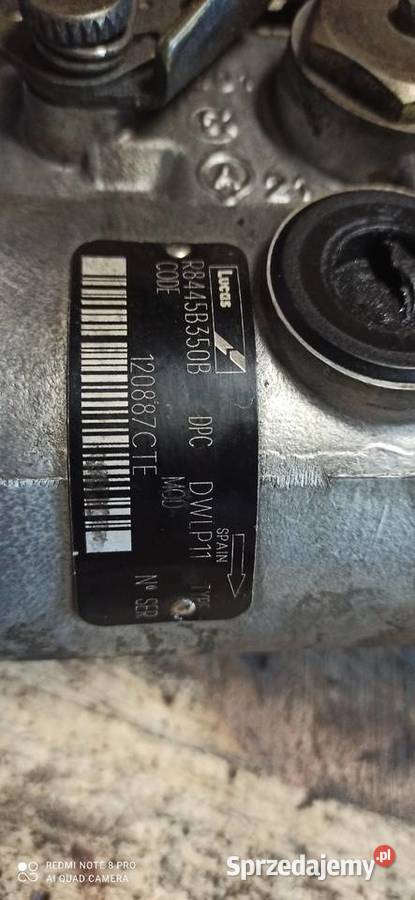 Lucas
SPAIN
R8445B350B DPC DWLP11 TYPE
CODE MOD
120887CTE Nº SER
A 24
REDMI NOTE 8 PRO
AI QUAD CAMERA
Sprzedajemy.pl